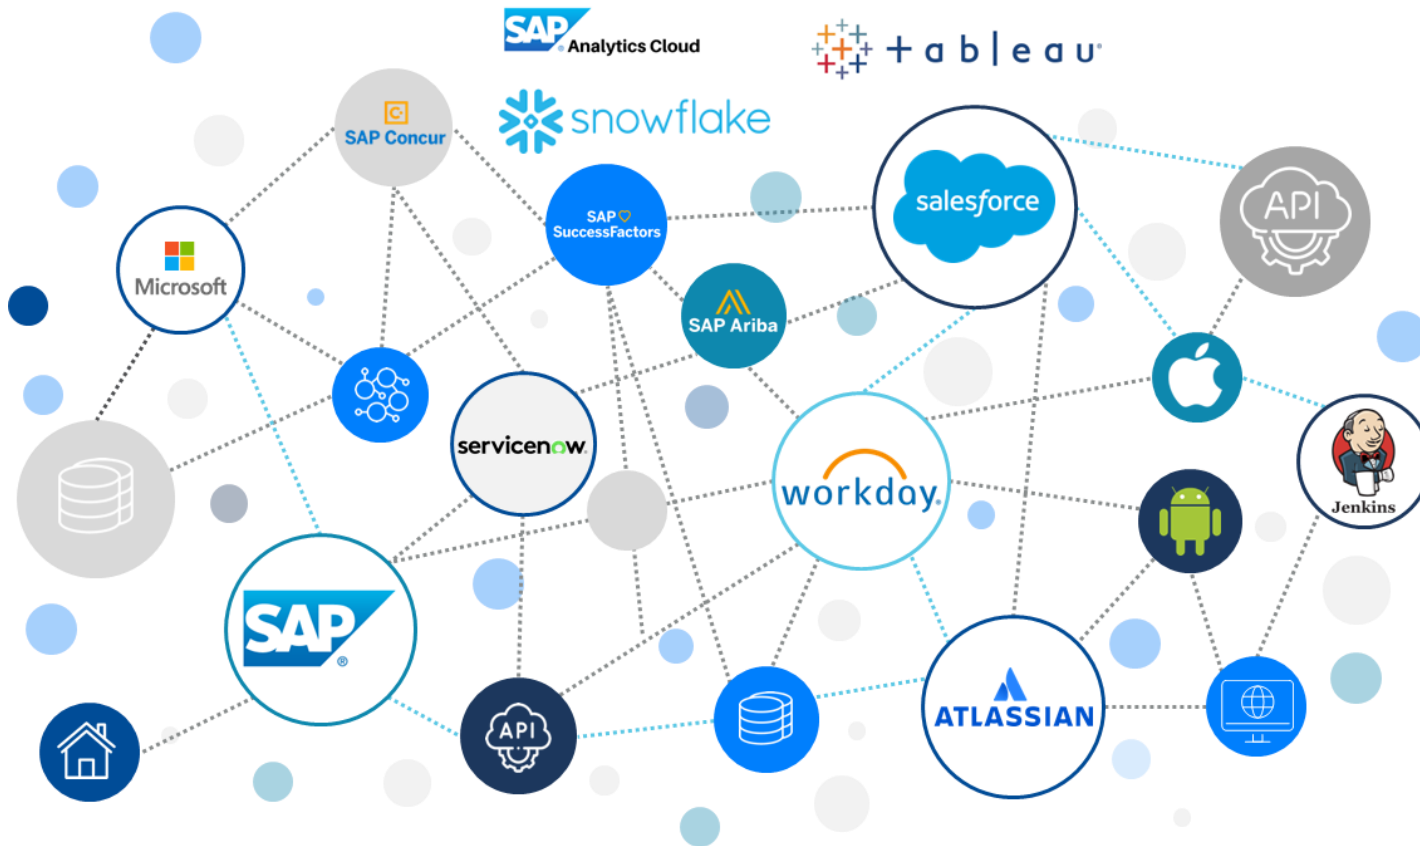 SAP
Analytics Cloud
+ableau
snowflake
SAP Concur
SAP
SuccessFactors
salesforce
API
Microsoft
SAP Ariba
servicenow
workday
Jenkins
SAP
®
API
ATLASSIAN